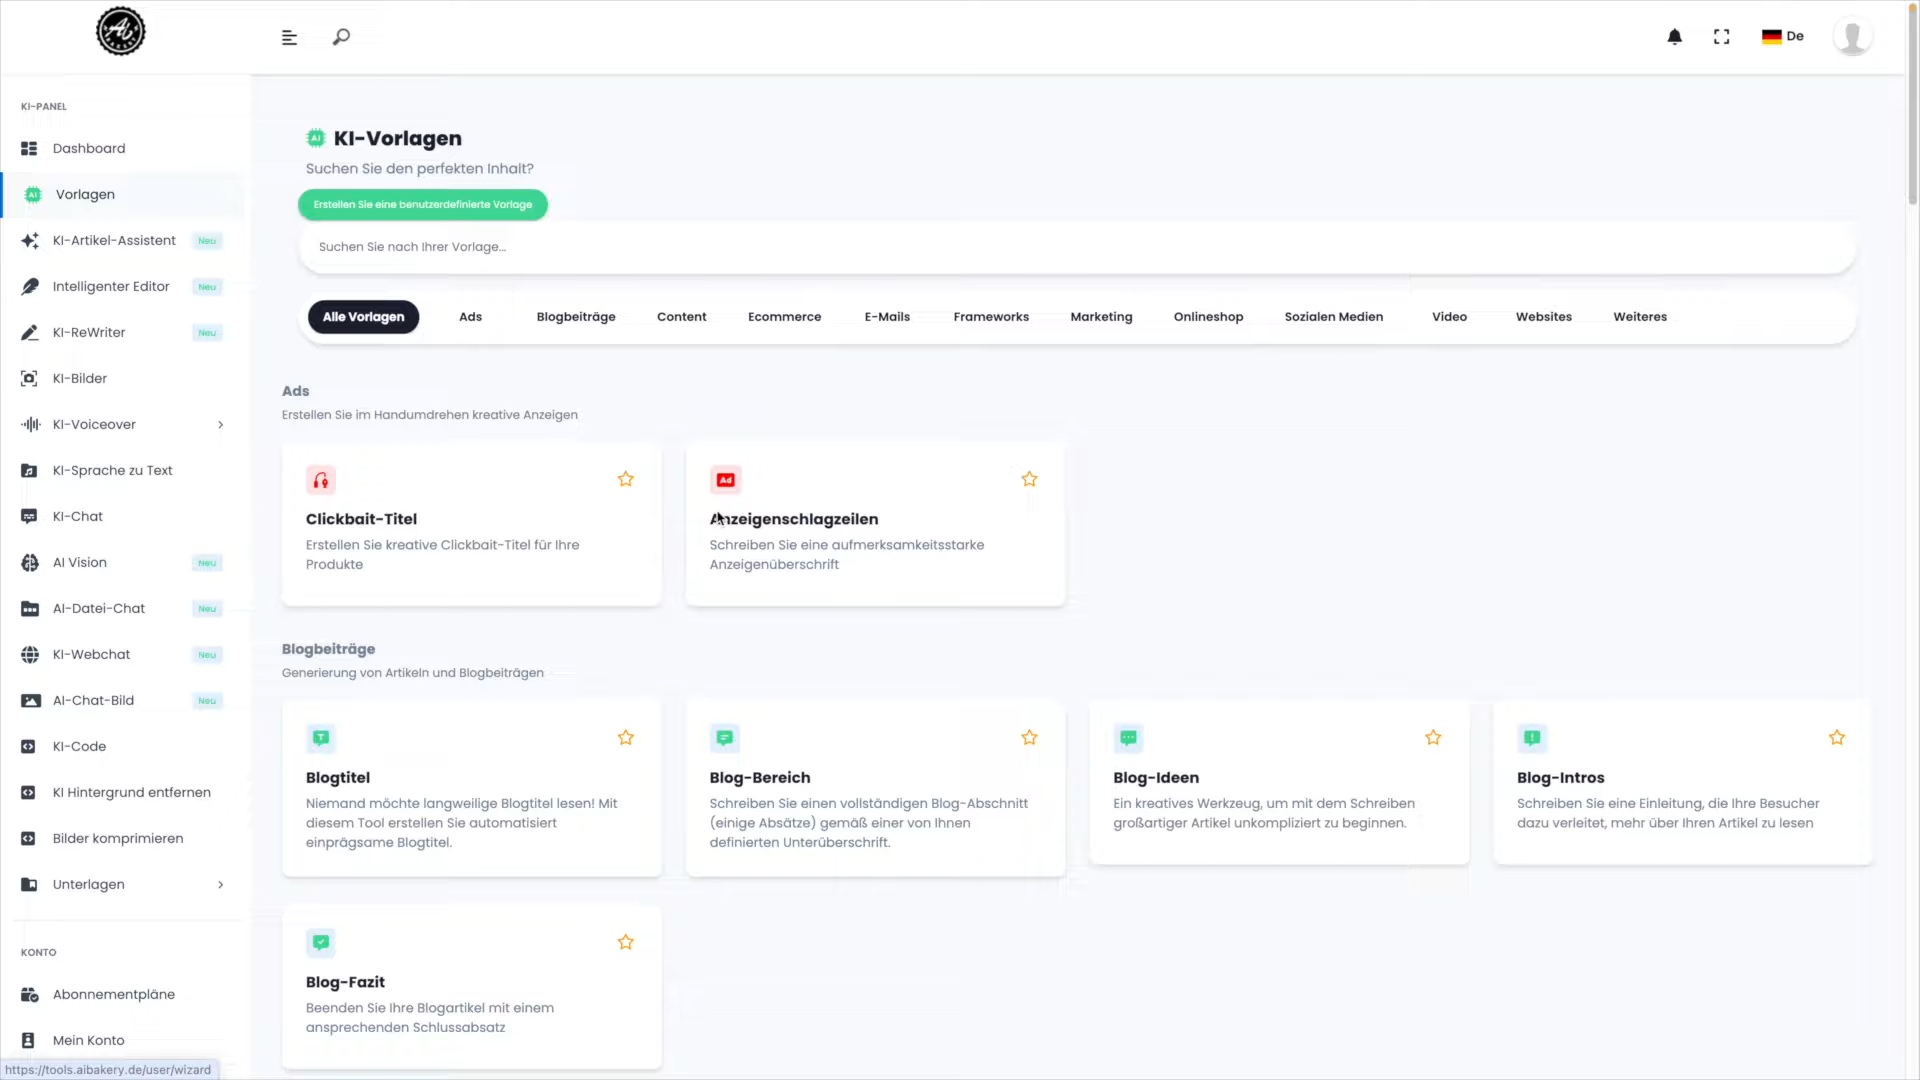 De
KI-PANEL
Dashboard
Vorlagen
KI-Artikel-Assistent Neu
Intelligenter Editor Neu
KI-ReWriter Neu
KI-Bilder
KI-Voiceover
KI-Sprache zu Text
KI-Chat
AI Vision Neu
AI-Datei-Chat Neu
KI-Webchat Neu
AI-Chat-Bild Neu
KI-Code
KI Hintergrund entfernen
Bilder komprimieren
Unterlagen
KONTO
Abonnementpläne
Mein Konto
https://tools.aibakery.de/user/wizard
KI-Vorlagen
Suchen Sie den perfekten Inhalt?
Erstellen Sie eine benutzerdefinierte Vorlage
Suchen Sie nach Ihrer Vorlage...
Alle Vorlagen Ads Blogbeiträge Content Ecommerce E-Mails Frameworks Marketing Onlineshop Sozialen Medien Video Websites Weiteres
Ads
Erstellen Sie im Handumdrehen kreative Anzeigen
Clickbait-Titel
Erstellen Sie kreative Clickbait-Titel für Ihre
Produkte
Ad
Anzeigenschlagzeilen
Schreiben Sie eine aufmerksamkeitsstarke
Anzeigenüberschrift
Blogbeiträge
Generierung von Artikeln und Blogbeiträgen
Blogtitel
Niemand möchte langweilige Blogtitel lesen! Mit
diesem Tool erstellen Sie automatisiert
einprägsame Blogtitel.
Blog-Bereich
Schreiben Sie einen vollständigen Blog-Abschnitt
(einige Absätze) gemäß einer von Ihnen
definierten Unterüberschrift.
Blog-Ideen
Ein kreatives Werkzeug, um mit dem Schreiben
großartiger Artikel unkompliziert zu beginnen.
Blog-Intros
Schreiben Sie eine Einleitung, die Ihre Besucher
dazu verleitet, mehr über Ihren Artikel zu lesen
Blog-Fazit
Beenden Sie Ihre Blogartikel mit einem
ansprechenden Schlussabsatz